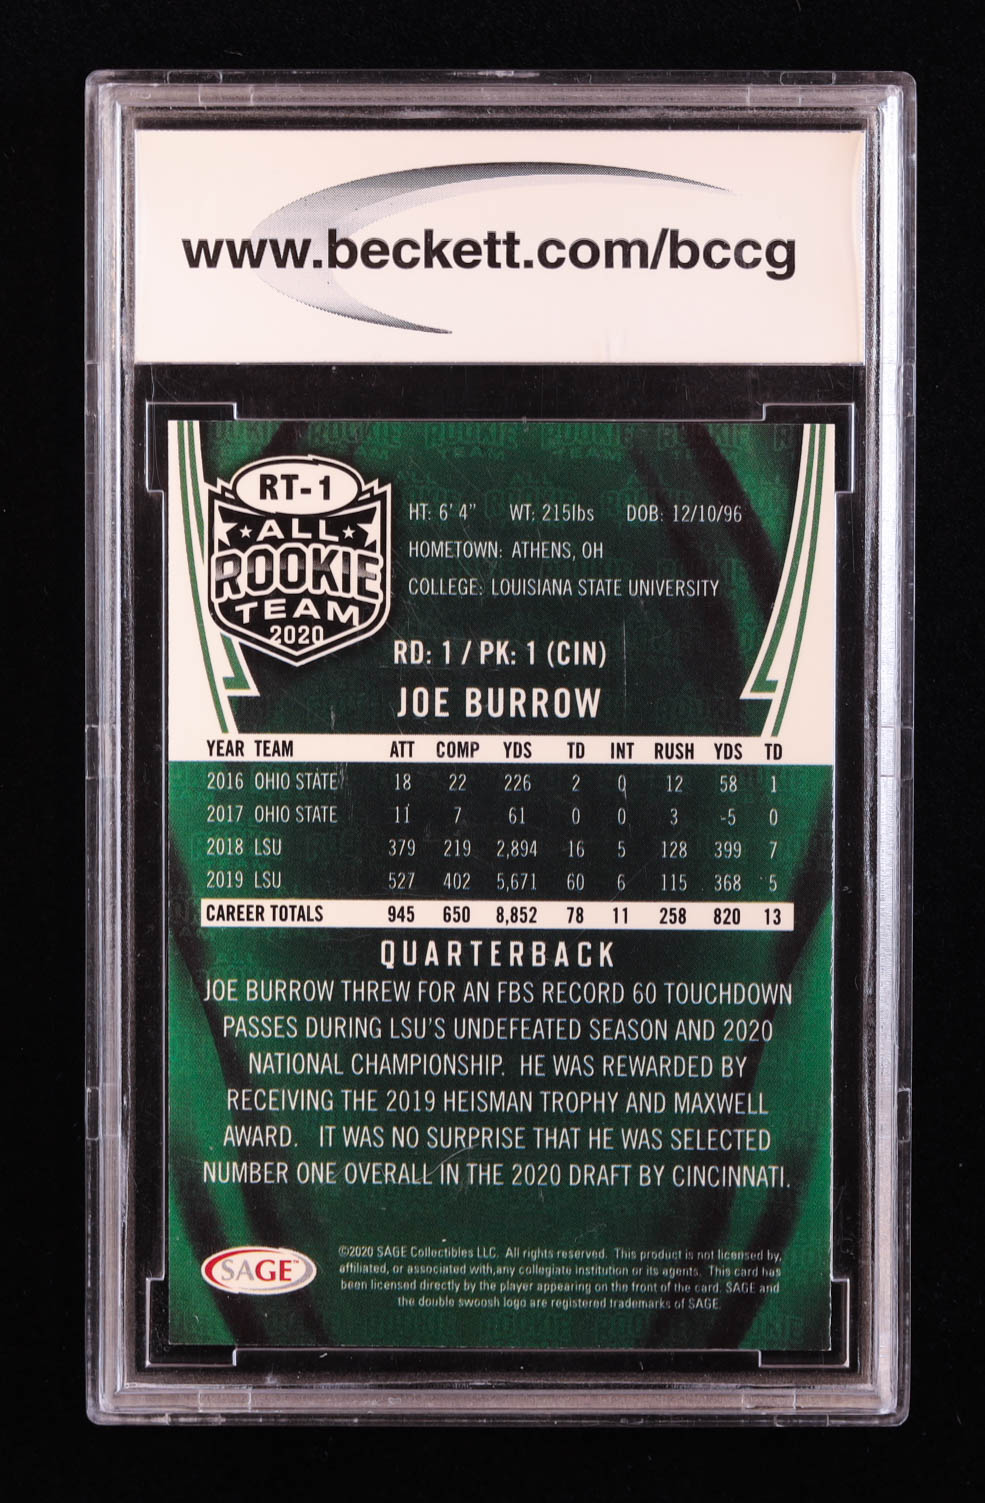 www.beckett.com/bccg
RT-1
ALL
ROOKIE
TEAM
2020
HT: 6' 4" WT: 215lbs DOB: 12/10/96
HOMETOWN: ATHENS, OH
COLLEGE: LOUISIANA STATE UNIVERSITY
RD: 1 / PK: 1 (CIN)
JOE BURROW
YEAR TEAM ATT COMP YDS TD INT RUSH YDS TD
2016 OHIO STATE 18 22 226 2 0 12 58 1
2017 OHIO STATE 11 7 61 0 0 3 -5 0
2018 LSU 379 219 2,894 16 5 128 399 7
2019 LSU 527 402 5,671 60 6 115 368 5
CAREER TOTALS 945 650 8,852 78 11 258 820 13
QUARTERBACK
JOE BURROW THREW FOR AN FBS RECORD 60 TOUCHDOWN
PASSES DURING LSU'S UNDEFEATED SEASON AND 2020
NATIONAL CHAMPIONSHIP. HE WAS REWARDED BY
RECEIVING THE 2019 HEISMAN TROPHY AND MAXWELL
AWARD. IT WAS NO SURPRISE THAT HE WAS SELECTED
NUMBER ONE OVERALL IN THE 2020 DRAFT BY CINCINNATI.
SAGE™
©2020 SAGE Collectibles LLC. All rights reserved. This product is not licensed by,
affiliated, or associated with,any collegiate institution or its agents. This card has
been licensed directly by the player appearing on the front of the card. SAGE and
the double swoosh logo are registered trademarks of SAGE.